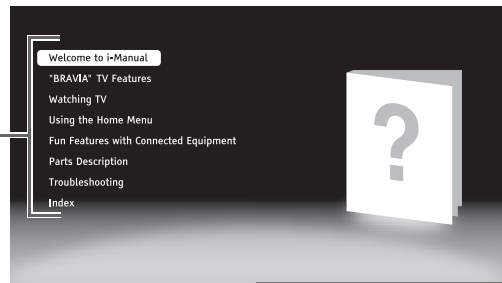 Welcome to i-Manual
"BRAVIA" TV Features
Watching TV
Using the Home Menu
Fun Features with Connected Equipment
Parts Description
Troubleshooting
Index
?